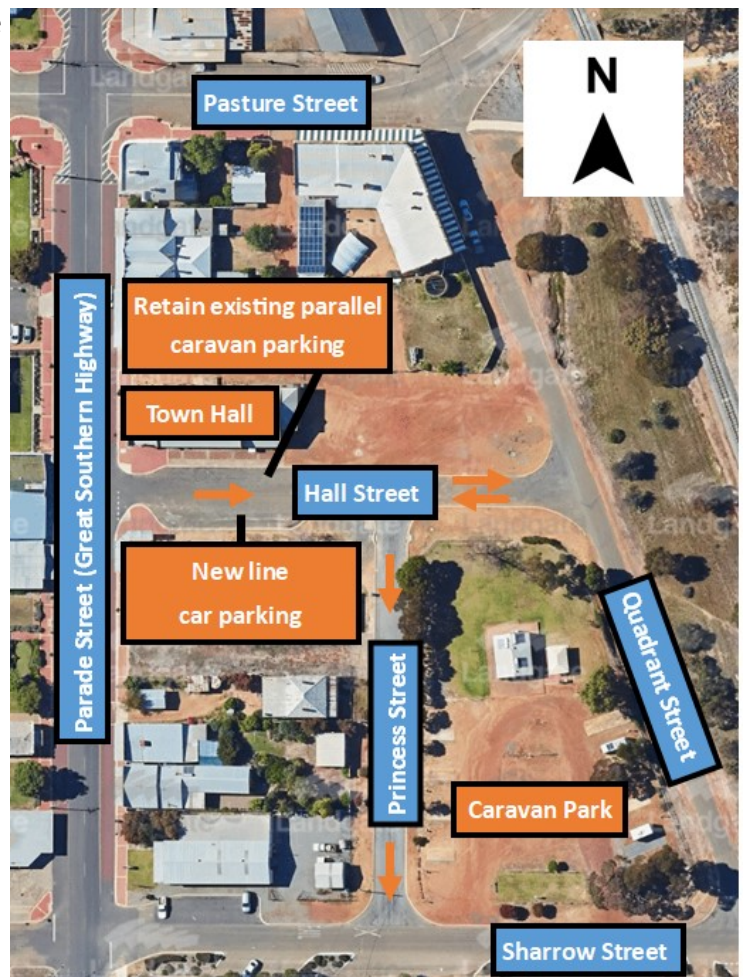 N
Pasture Street
Parade Street (Great Southern Highway)
Retain existing parallel
caravan parking
Town Hall
Hall Street
New line
car parking
Princess Street
Quadrant Street
Caravan Park
Sharrow Street
Landgate